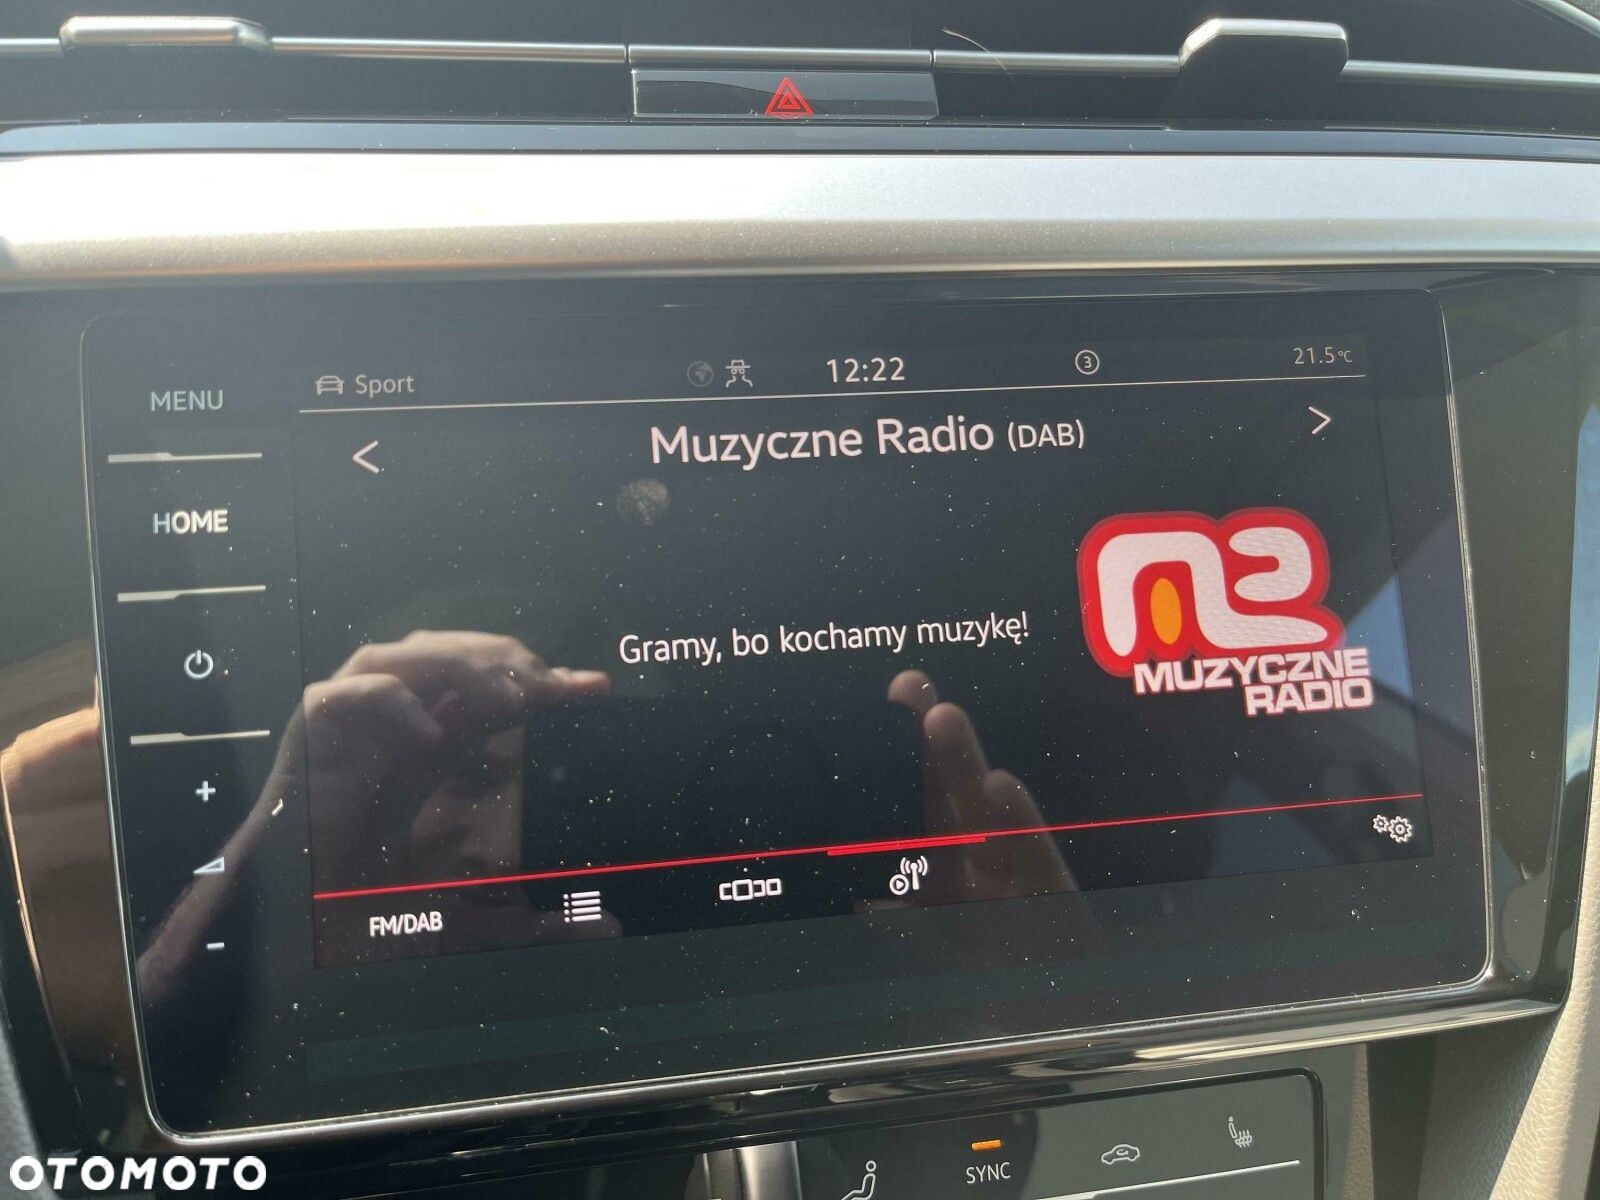 MENU
Sport
12:22
3
21.5°C
Muzyczne Radio (DAB)
HOME
Gramy, bo kochamy muzykę!
MUZYCZNE
RADIO
+
-
FM/DAB
SYNC
OTOMOTO